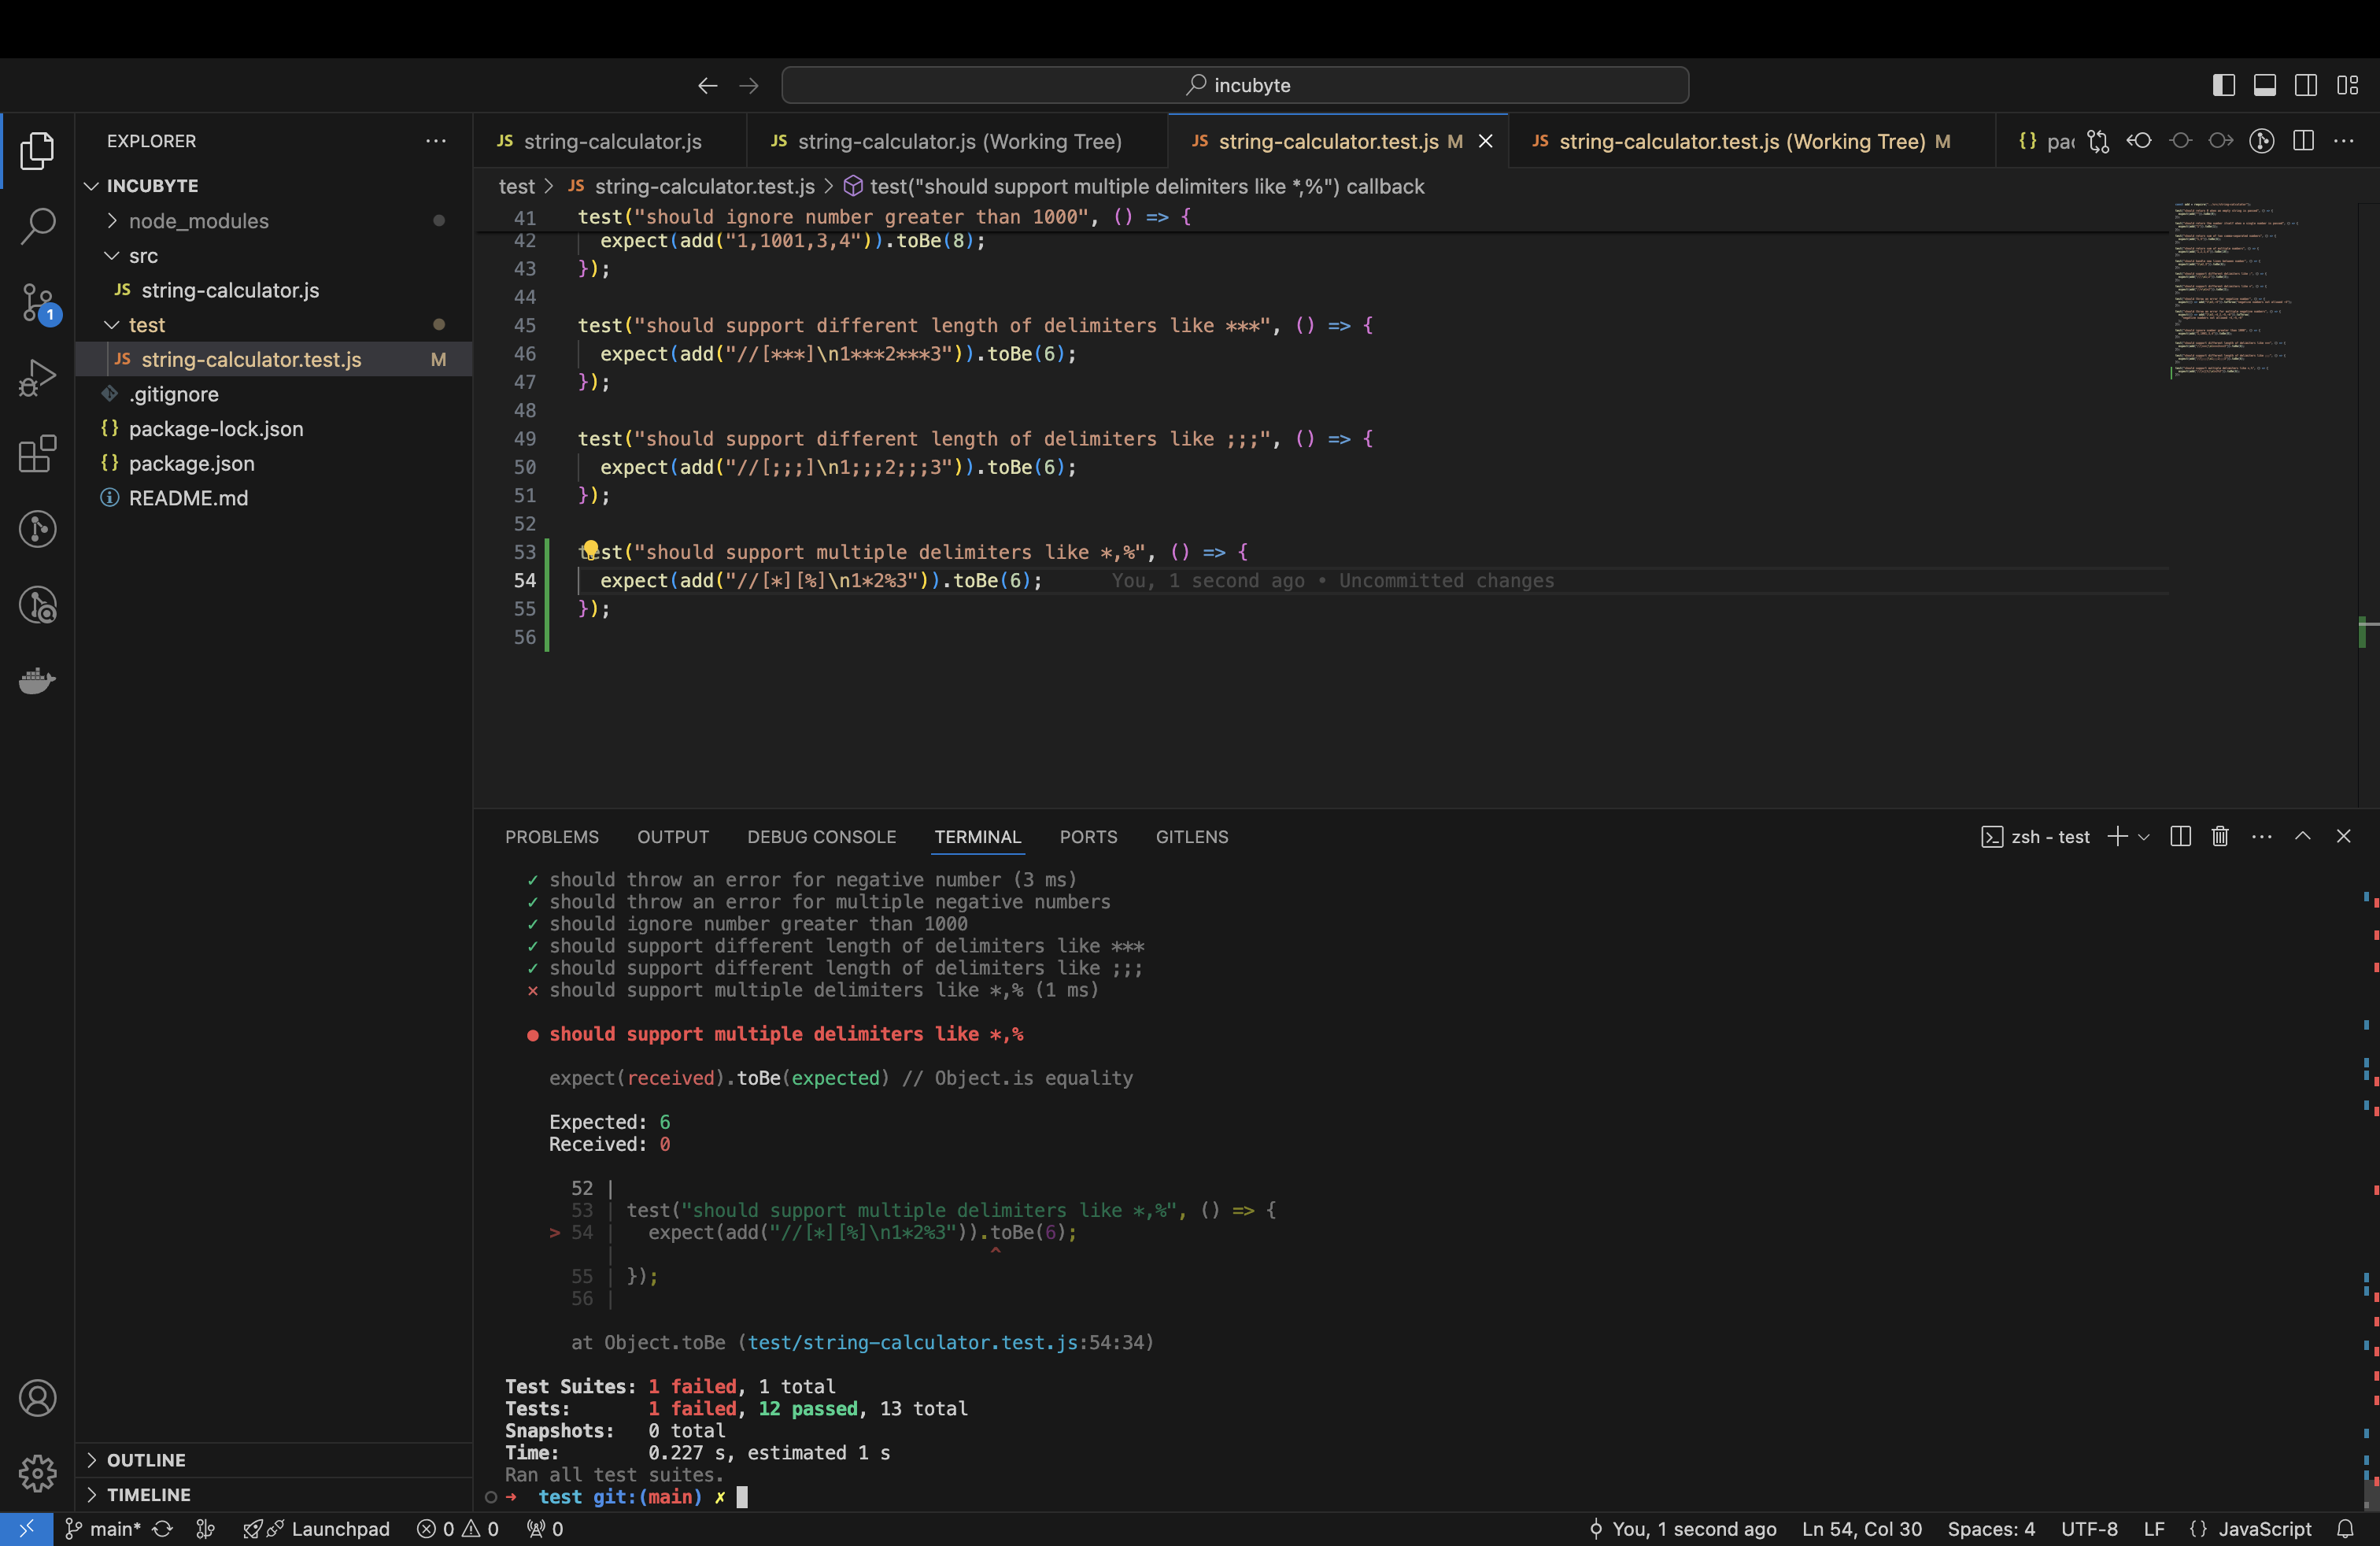 incubyte
EXPLORER
INCUBYTE
node_modules
src
JS string-calculator.js
test
JS string-calculator.test.js M
.gitignore
{} package-lock.json
{} package.json
README.md
OUTLINE
TIMELINE
1
JS string-calculator.js
JS string-calculator.js (Working Tree)
JS string-calculator.test.js M
JS string-calculator.test.js (Working Tree) M
{} pac
test > JS string-calculator.test.js > test("should support multiple delimiters like *,%") callback
41 test("should ignore number greater than 1000", () => {
42 expect(add("1,1001,3,4")).toBe(8);
43 });
44
45 test("should support different length of delimiters like ***", () => {
46 expect(add("//[***]\n1***2***3")).toBe(6);
47 });
48
49 test("should support different length of delimiters like ;;;", () => {
50 expect(add("//[;;;]\n1;;;2;;;3")).toBe(6);
51 });
52
53 test("should support multiple delimiters like *,%", () => {
54 expect(add("//[*][%]\n1*2%3")).toBe(6); You, 1 second ago • Uncommitted changes
55 });
56
PROBLEMS OUTPUT DEBUG CONSOLE TERMINAL PORTS GITLENS
zsh - test
✓ should throw an error for negative number (3 ms)
✓ should throw an error for multiple negative numbers
✓ should ignore number greater than 1000
✓ should support different length of delimiters like ***
✓ should support different length of delimiters like ;;;
✕ should support multiple delimiters like *,% (1 ms)
● should support multiple delimiters like *,%
expect(received).toBe(expected) // Object.is equality
Expected: 6
Received: 0
52 |
53 | test("should support multiple delimiters like *,%", () => {
> 54 | expect(add("//[*][%]\n1*2%3")).toBe(6);
| ^
55 | });
56 |
at Object.toBe (test/string-calculator.test.js:54:34)
Test Suites: 1 failed, 1 total
Tests: 1 failed, 12 passed, 13 total
Snapshots: 0 total
Time: 0.227 s, estimated 1 s
Ran all test suites.
➜ test git:(main) ✗
main* Launchpad 0 0 0 You, 1 second ago Ln 54, Col 30 Spaces: 4 UTF-8 LF {} JavaScript